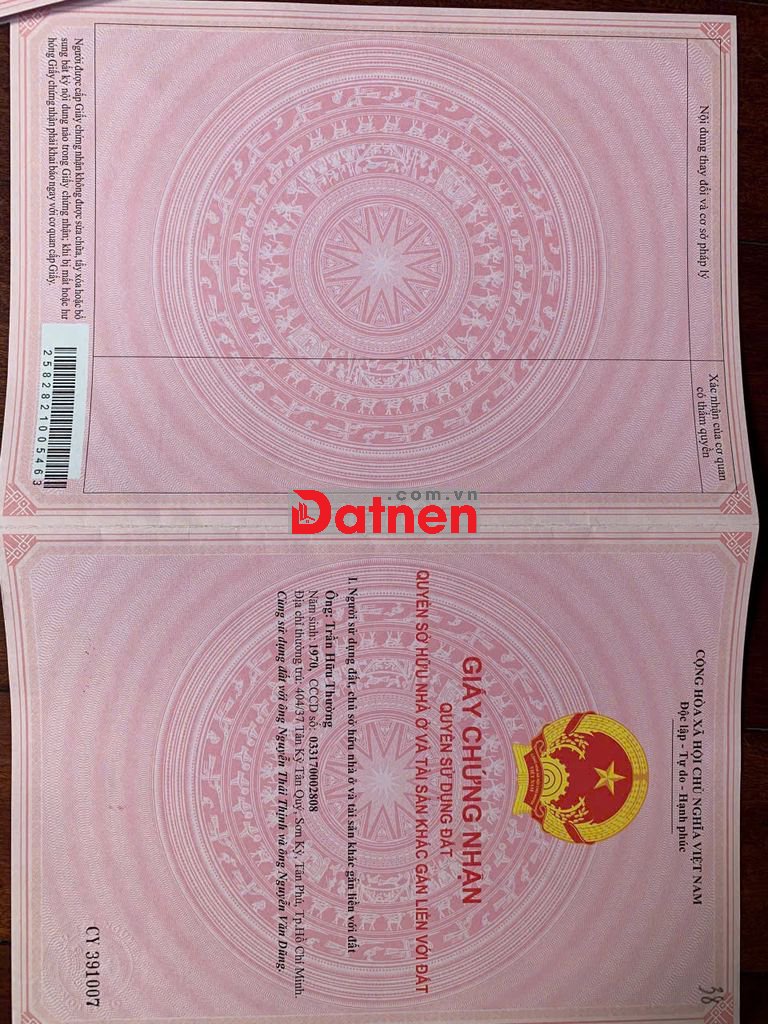 Nội dung thay đổi và cơ sở pháp lý
Xác nhận của cơ quan
có thẩm quyền
Người được cấp Giấy chứng nhận không được sửa chữa, tẩy xóa hoặc bổ
sung bất kỳ nội dung nào trong Giấy chứng nhận; khi bị mất hoặc hư
hỏng Giấy chứng nhận phải khai báo ngay với cơ quan cấp Giấy.
2582821005463
.com.vn
Datnen
38
CỘNG HÒA XÃ HỘI CHỦ NGHĨA VIỆT NAM
Độc lập - Tự do - Hạnh phúc
GIẤY CHỨNG NHẬN
QUYỀN SỬ DỤNG ĐẤT
QUYỀN SỞ HỮU NHÀ Ở VÀ TÀI SẢN KHÁC GẮN LIỀN VỚI ĐẤT
I. Người sử dụng đất, chủ sở hữu nhà ở và tài sản khác gắn liền với đất
Ông: Trần Hữu Thưởng
Năm sinh: 1970, CCCD số: 033170002808
Địa chỉ thường trú: 404/37 Tân Kỳ Tân Quý, Sơn Kỳ, Tân Phú, Tp.Hồ Chí Minh.
Cùng sử dụng đất với ông Nguyễn Thái Thịnh và ông Nguyễn Văn Dũng.
CY 391007